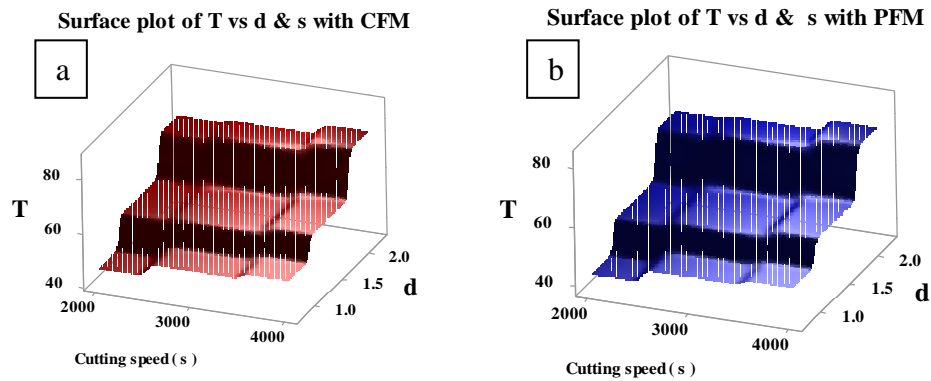 Surface plot of T vs d & s with CFM
a
80
60
40
T
2000
3000
4000
1.0
1.5
2.0
d
Cutting speed ( s )
Surface plot of T vs d & s with PFM
b
80
60
40
T
2000
3000
4000
1.0
1.5
2.0
d
Cutting speed ( s )